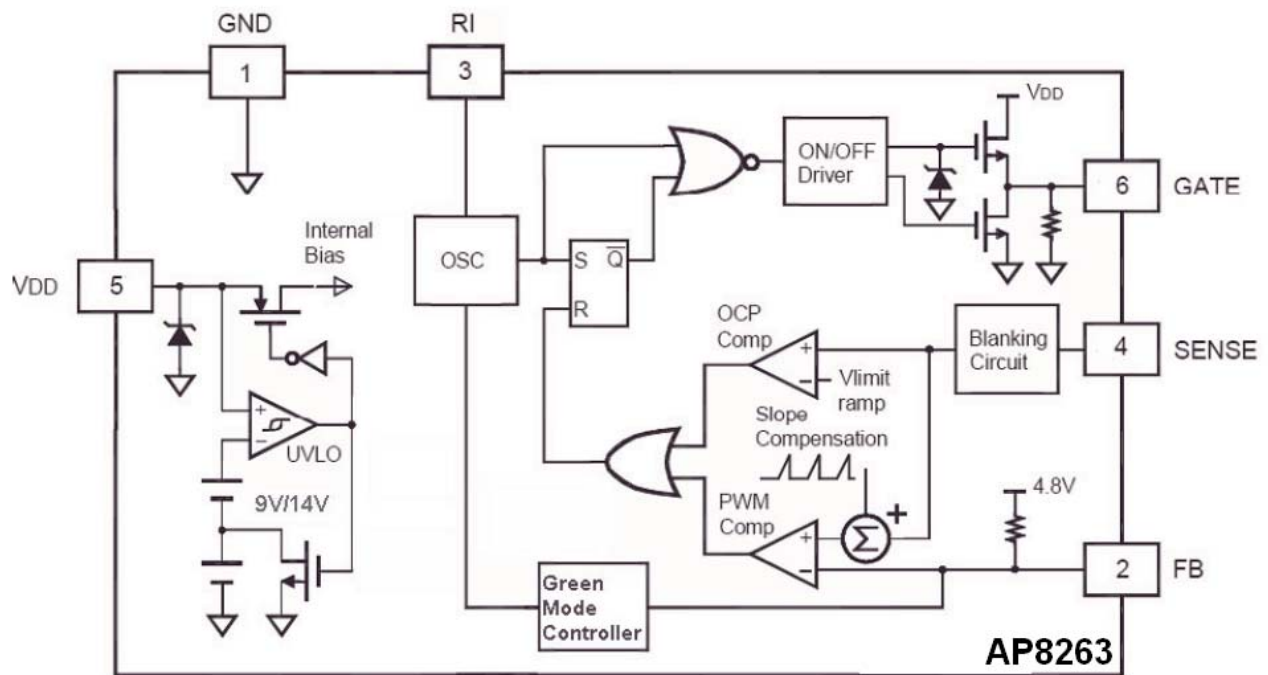 GND
RI
1
3
VDD
ON/OFF
Driver
6
GATE
Internal
Bias
OSC
S
Q
R
VDD
5
OCP
Comp
+
−
Vlimit
ramp
Blanking
Circuit
4
SENSE
Slope
Compensation
+
−
UVLO
9V/14V
PWM
Comp
+
−
Σ
+
4.8V
2
FB
Green
Mode
Controller
AP8263